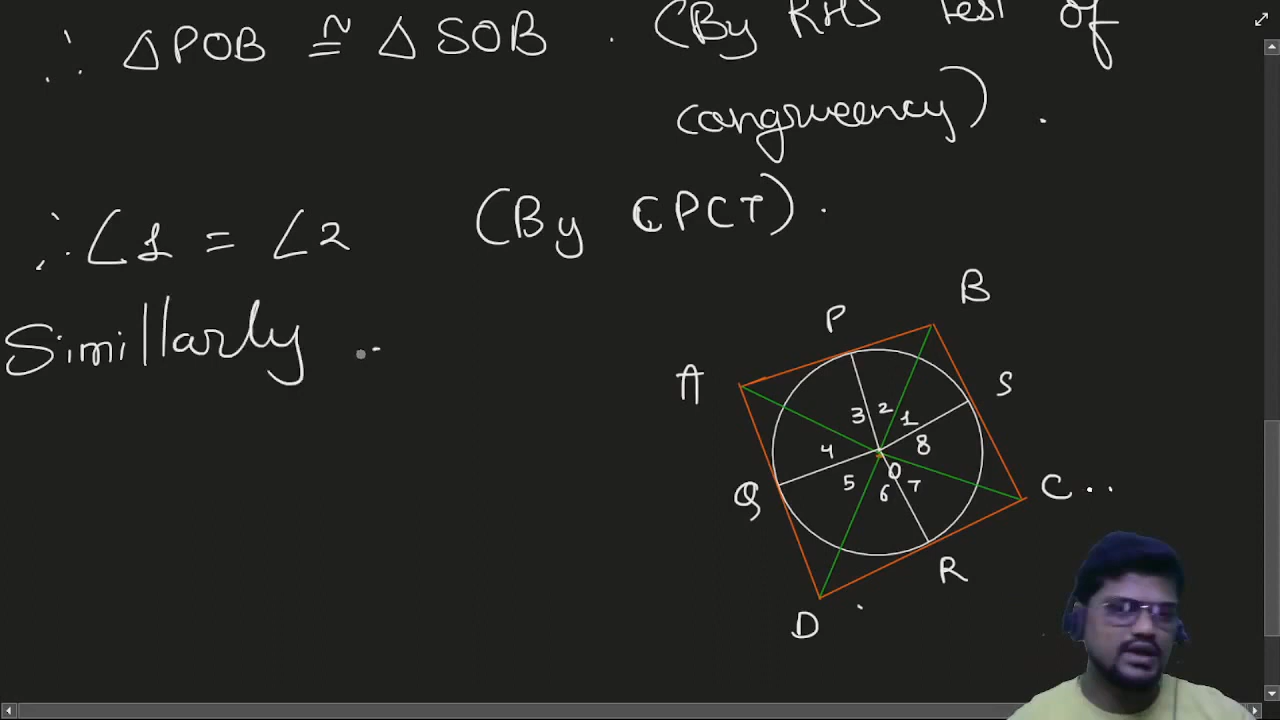 ∴ △POB ≅ △SOB . (By RHS Test of
congruency) .
∴ ∠1 = ∠2 (By CPCT) .
Simillarly
B
P
A
S
3 2 1
4 8
O
5 6 7
Q
C
R
D